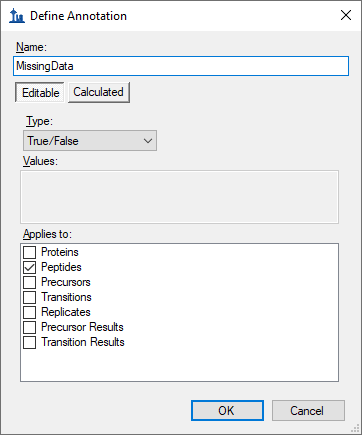 Define Annotation
Name:
MissingData
Editable
Calculated
Type:
True/False
Values:
Applies to:
Proteins
Peptides
Precursors
Transitions
Replicates
Precursor Results
Transition Results
OK
Cancel